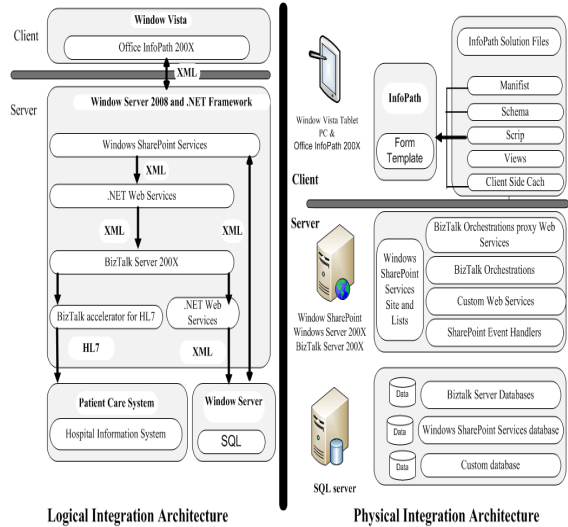 Client
Window Vista
Office InfoPath 200X
XML
Server
Window Server 2008 and .NET Framework
Windows SharePoint Services
XML
.NET Web Services
XML
XML
BizTalk Server 200X
BizTalk accelerator for HL7
.NET Web
Services
HL7
XML
Patient Care System
Hospital Information System
Window Server
SQL
Logical Integration Architecture
InfoPath Solution Files
Manifist
Schema
Scrip
Views
Client Side Cach
InfoPath
Form
Template
Window Vista Tablet
PC &
Office InfoPath 200X
Client
Server
Windows
SharePoint
Services
Site and
Lists
BizTalk Orchestrations proxy Web
Services
BizTalk Orchestrations
Custom Web Services
SharePoint Event Handlers
Window SharePoint
Windows Server 200X
BizTalk Server 200X
Data
Biztalk Server Databases
Data
Windows SharePoint Services database
Data
Custom database
SQL server
Physical Integration Architecture